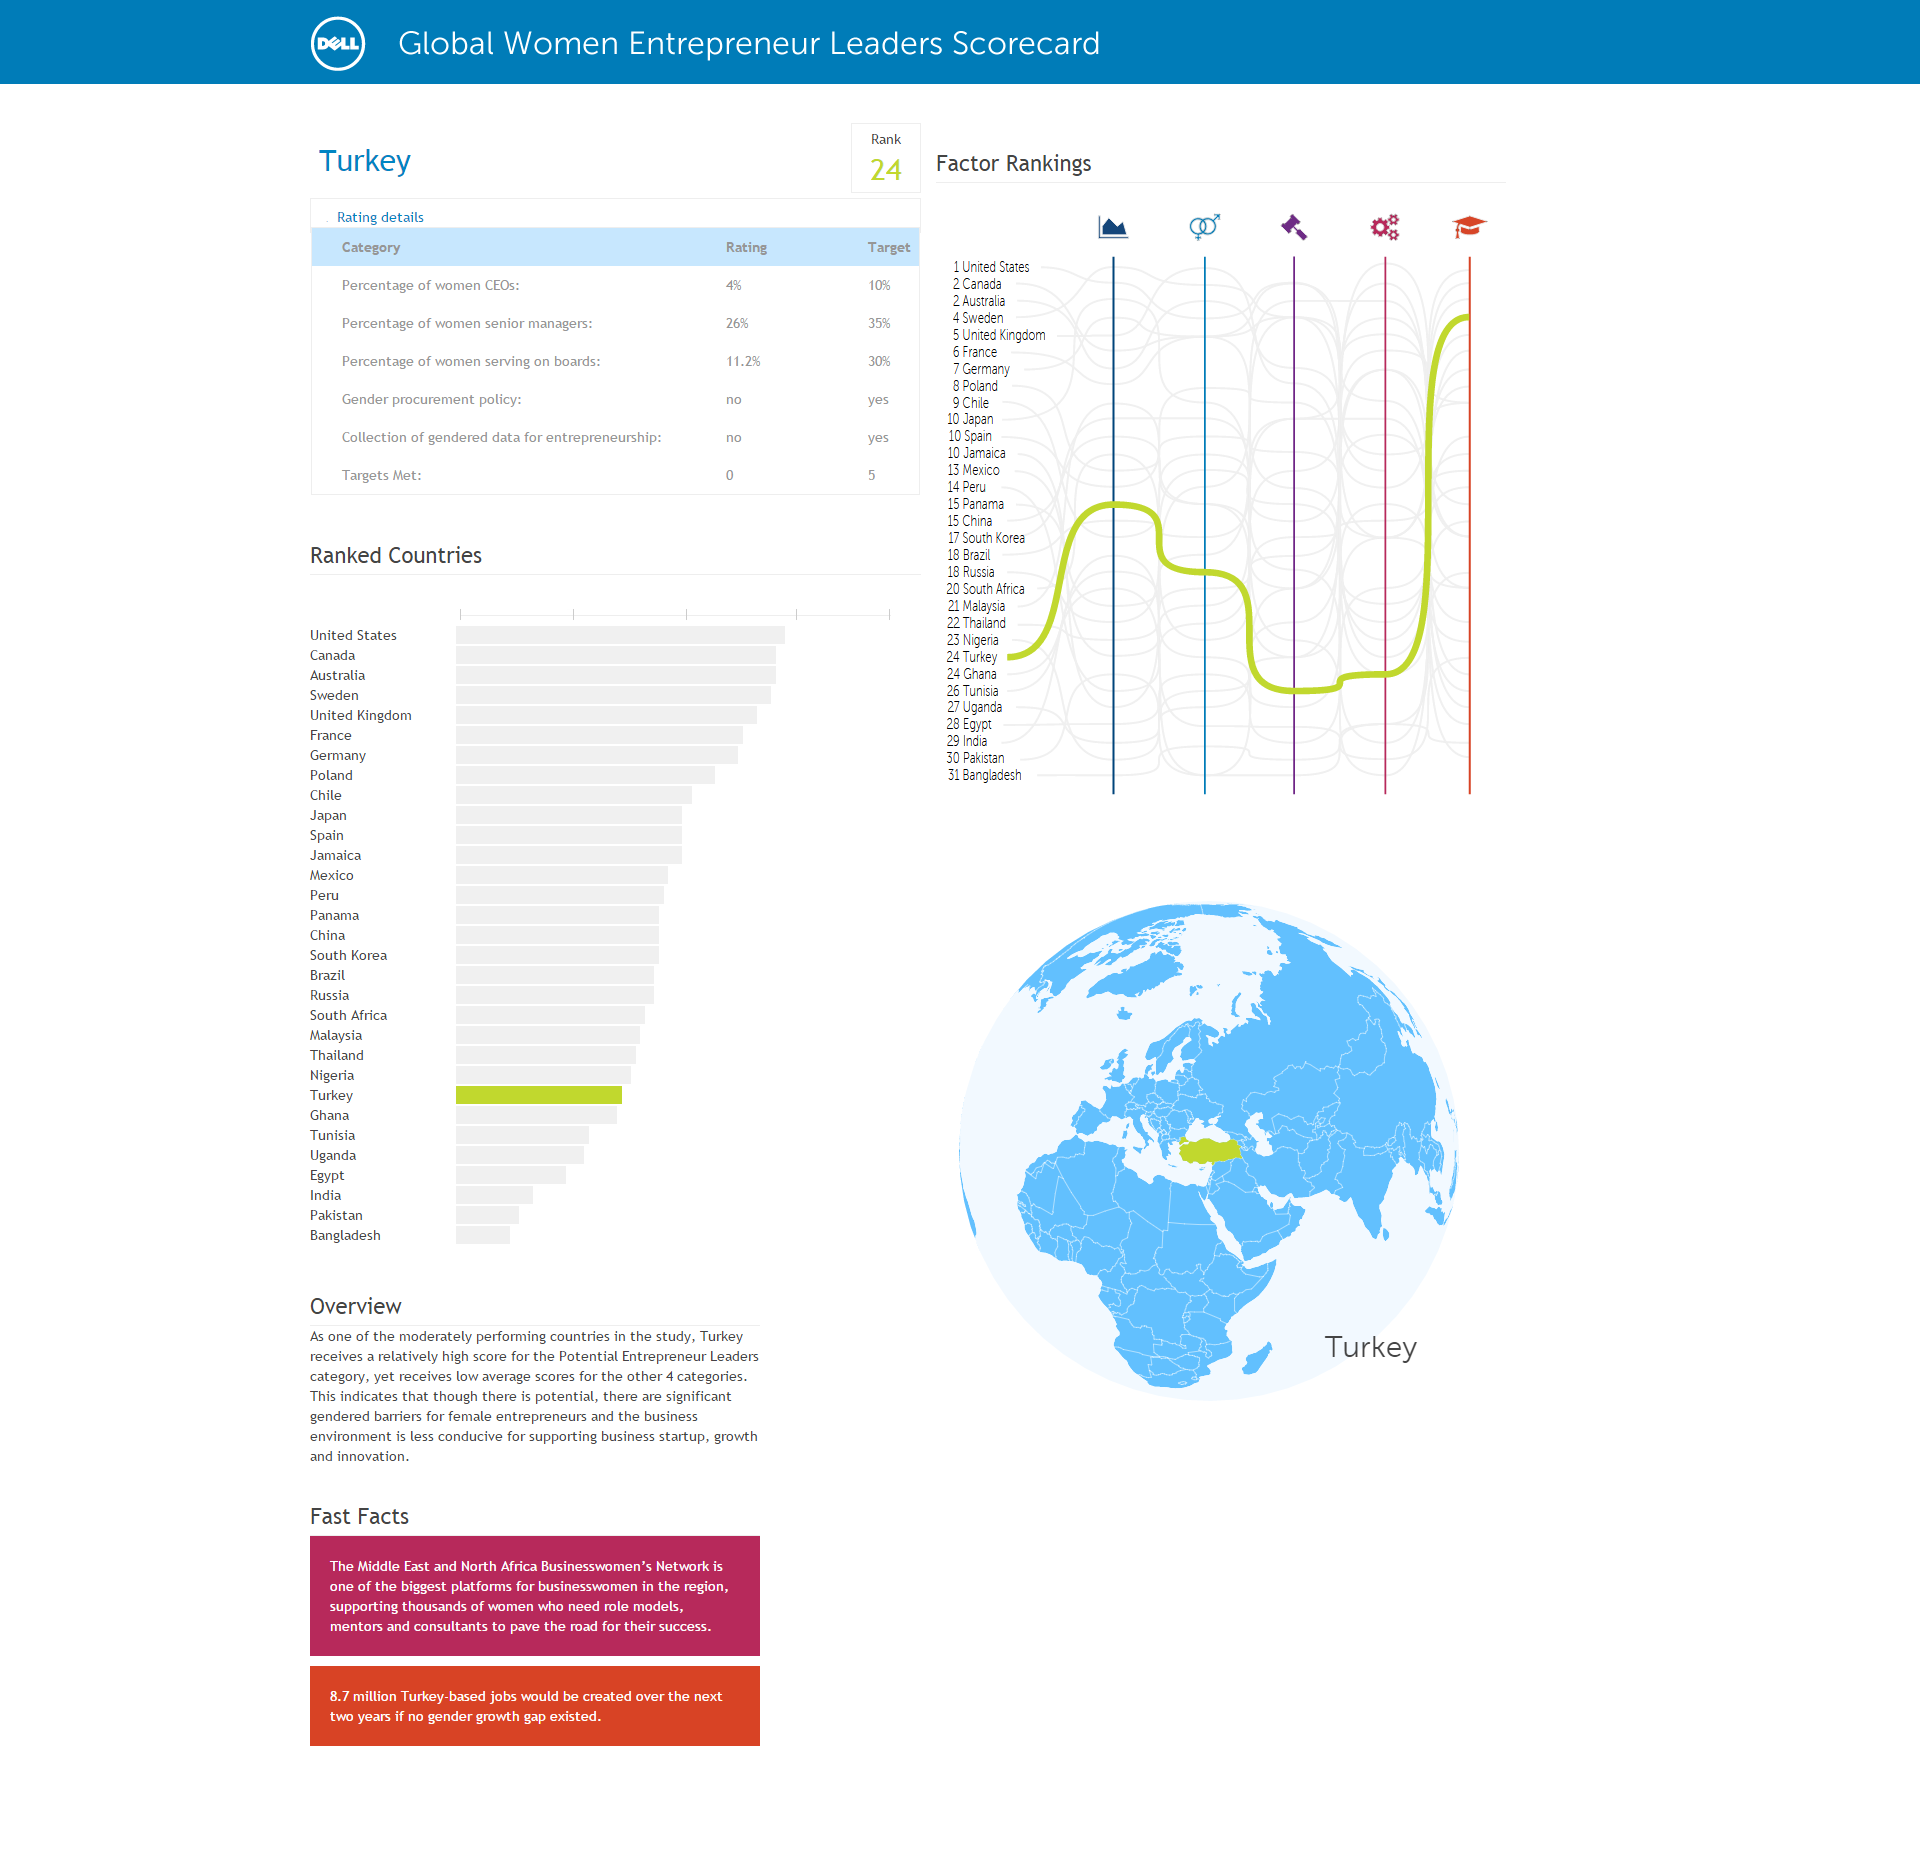 DELL
Global Women Entrepreneur Leaders Scorecard
Turkey
Rank
24
Rating details
Category Rating Target
Percentage of women CEOs: 4% 10%
Percentage of women senior managers: 26% 35%
Percentage of women serving on boards: 11.2% 30%
Gender procurement policy: no yes
Collection of gendered data for entrepreneurship: no yes
Targets Met: 0 5
Ranked Countries
United States
Canada
Australia
Sweden
United Kingdom
France
Germany
Poland
Chile
Japan
Spain
Jamaica
Mexico
Peru
Panama
China
South Korea
Brazil
Russia
South Africa
Malaysia
Thailand
Nigeria
Turkey
Ghana
Tunisia
Uganda
Egypt
India
Pakistan
Bangladesh
Overview
As one of the moderately performing countries in the study, Turkey
receives a relatively high score for the Potential Entrepreneur Leaders
category, yet receives low average scores for the other 4 categories.
This indicates that though there is potential, there are significant
gendered barriers for female entrepreneurs and the business
environment is less conducive for supporting business startup, growth
and innovation.
Fast Facts
The Middle East and North Africa Businesswomen's Network is
one of the biggest platforms for businesswomen in the region,
supporting thousands of women who need role models,
mentors and consultants to pave the road for their success.
8.7 million Turkey-based jobs would be created over the next
two years if no gender growth gap existed.
Factor Rankings
1 United States
2 Canada
2 Australia
4 Sweden
5 United Kingdom
6 France
7 Germany
8 Poland
9 Chile
10 Japan
10 Spain
10 Jamaica
13 Mexico
14 Peru
15 Panama
15 China
17 South Korea
18 Brazil
18 Russia
20 South Africa
21 Malaysia
22 Thailand
23 Nigeria
24 Turkey
24 Ghana
26 Tunisia
27 Uganda
28 Egypt
29 India
30 Pakistan
31 Bangladesh
Turkey